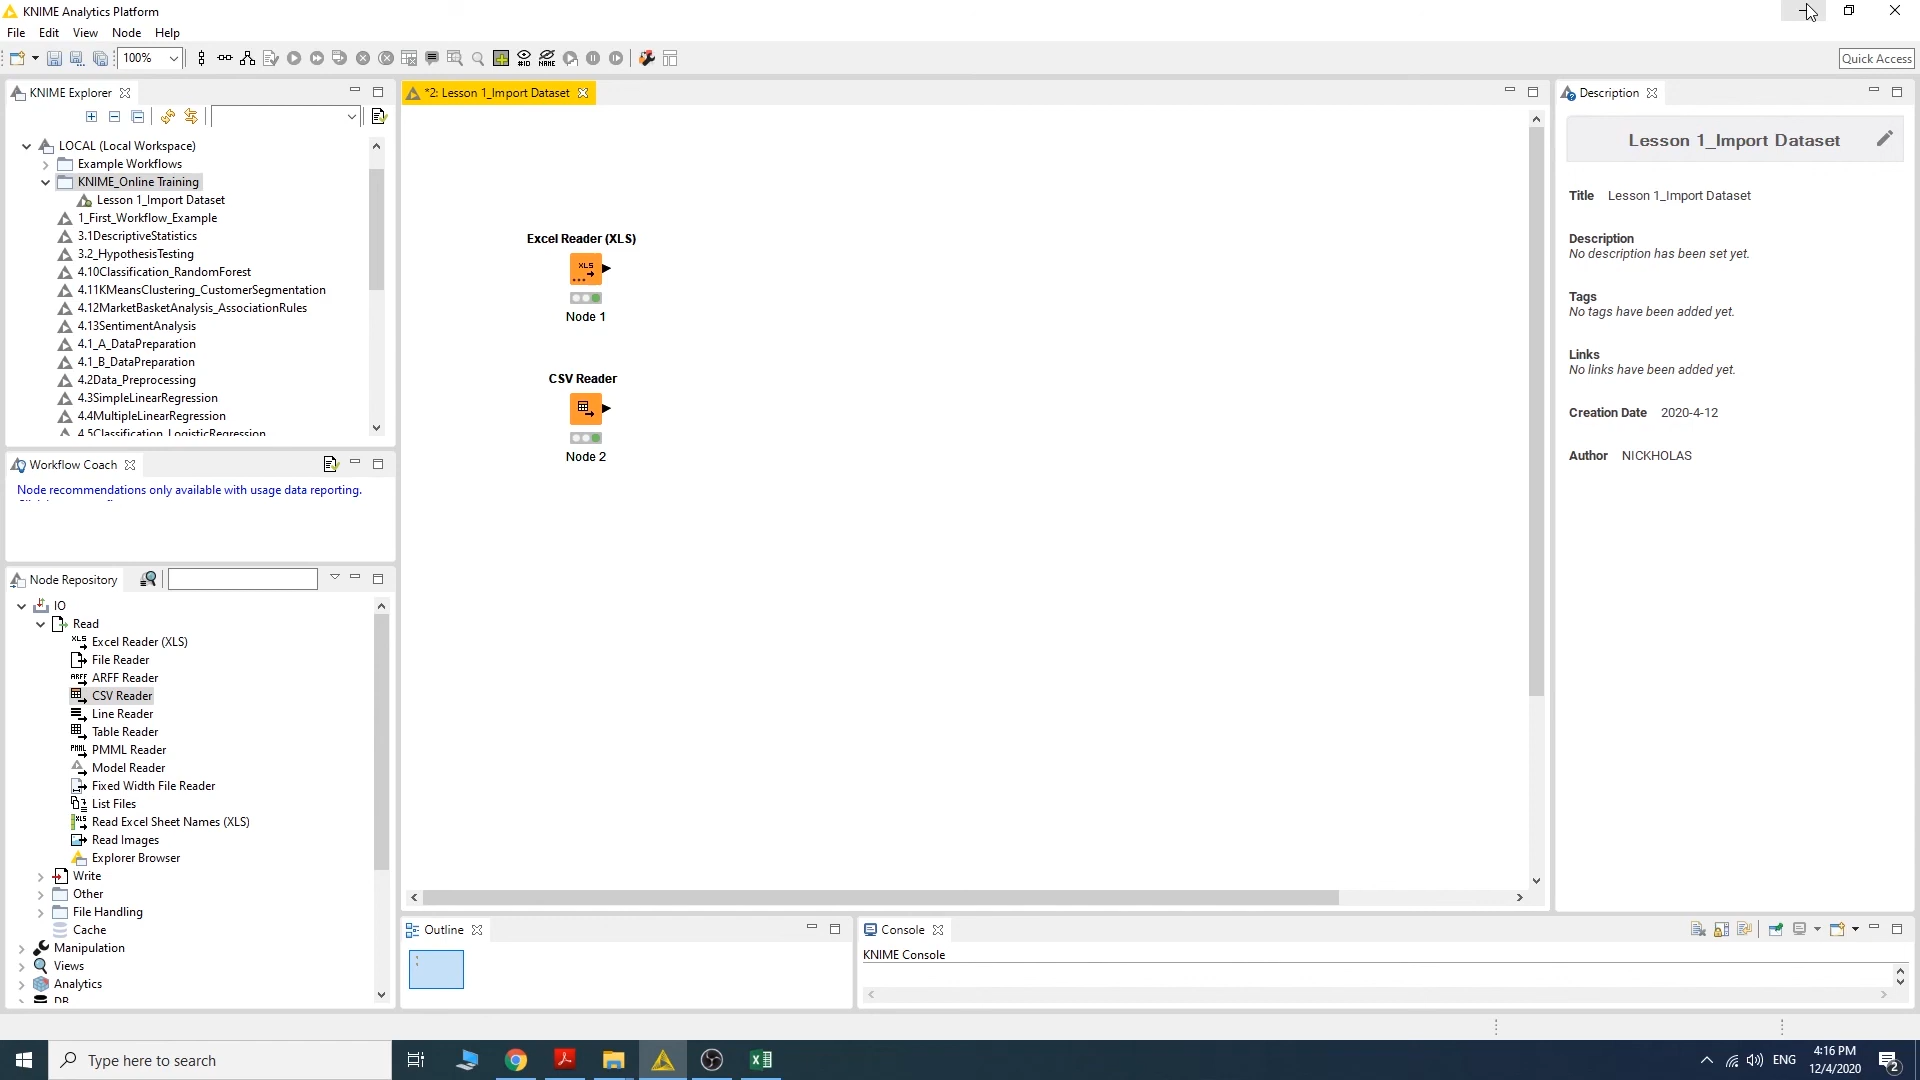 KNIME Analytics Platform
File Edit View Node Help
100%
Quick Access
KNIME Explorer
LOCAL (Local Workspace)
Example Workflows
KNIME_Online Training
Lesson 1_Import Dataset
1_First_Workflow_Example
3.1DescriptiveStatistics
3.2_HypothesisTesting
4.10Classification_RandomForest
4.11KMeansClustering_CustomerSegmentation
4.12MarketBasketAnalysis_AssociationRules
4.13SentimentAnalysis
4.1_A_DataPreparation
4.1_B_DataPreparation
4.2Data_Preprocessing
4.3SimpleLinearRegression
4.4MultipleLinearRegression
4.5Classification_LogisticRegression
Workflow Coach
Node recommendations only available with usage data reporting.
Node Repository
IO
Read
Excel Reader (XLS)
File Reader
ARFF Reader
CSV Reader
Line Reader
Table Reader
PMML Reader
Model Reader
Fixed Width File Reader
List Files
Read Excel Sheet Names (XLS)
Read Images
Explorer Browser
Write
Other
File Handling
Cache
Manipulation
Views
Analytics
DB
*2: Lesson 1_Import Dataset
Excel Reader (XLS)
XLS
Node 1
CSV Reader
Node 2
Outline
Console
KNIME Console
Description
Lesson 1_Import Dataset
Title Lesson 1_Import Dataset
Description
No description has been set yet.
Tags
No tags have been added yet.
Links
No links have been added yet.
Creation Date 2020-4-12
Author NICKHOLAS
Type here to search
ENG
4:16 PM
12/4/2020
2